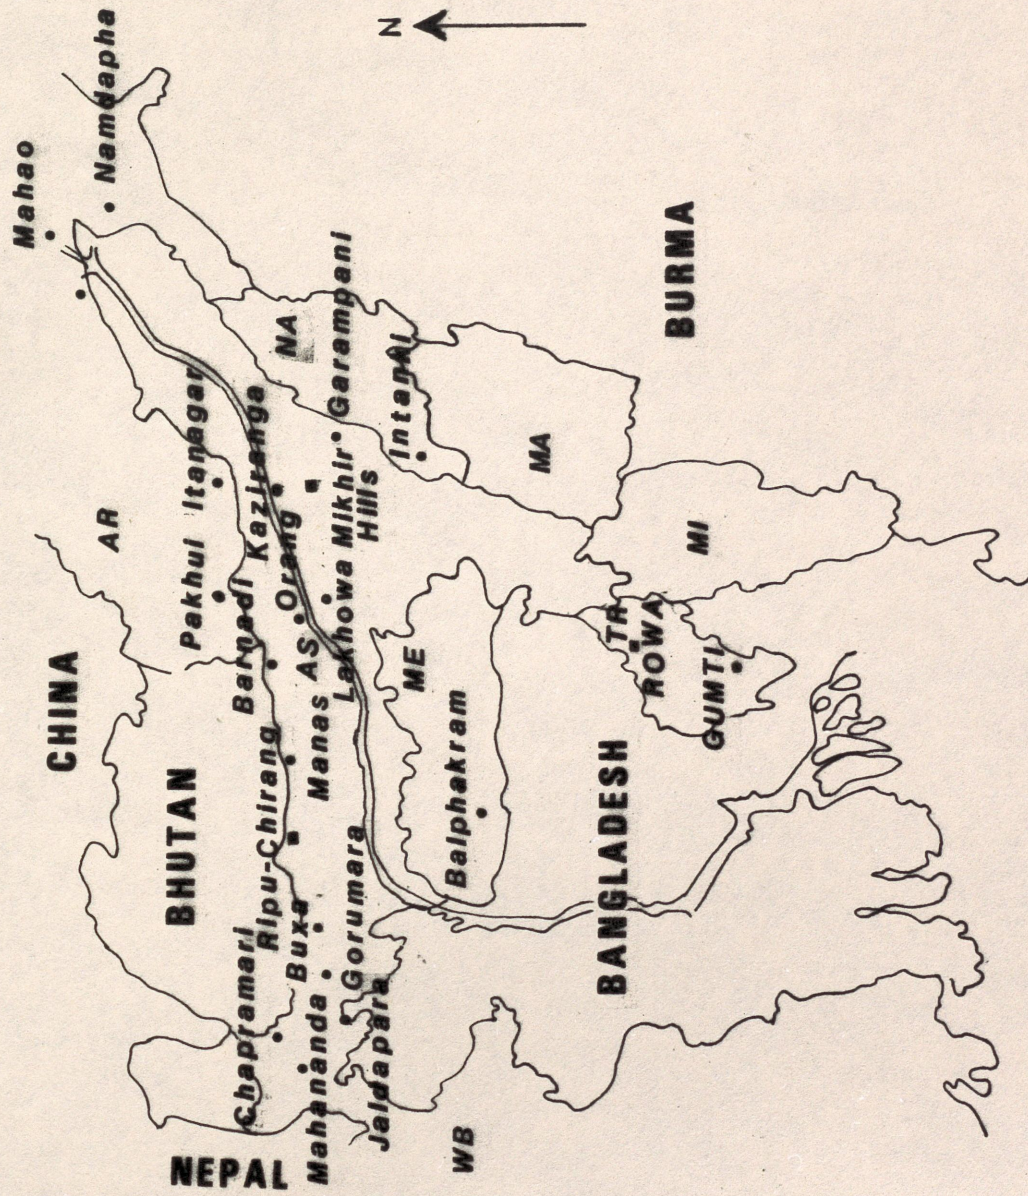 Mahao
CHINA
Namdapha
AR
BHUTAN
Pakhui
Itanagar
NEPAL
Chapramari
Ripu-Chirang
Barnadi
Kaziranga
NA
Buxa
Orang
Mahananda
Manas
AS
Lakhowa
Mikhir
Hills
Garampani
Gorumara
Jaldapara
N
Intanki
ME
WB
Balphakram
MA
BANGLADESH
TR
ROWA
BURMA
MI
GUMTI